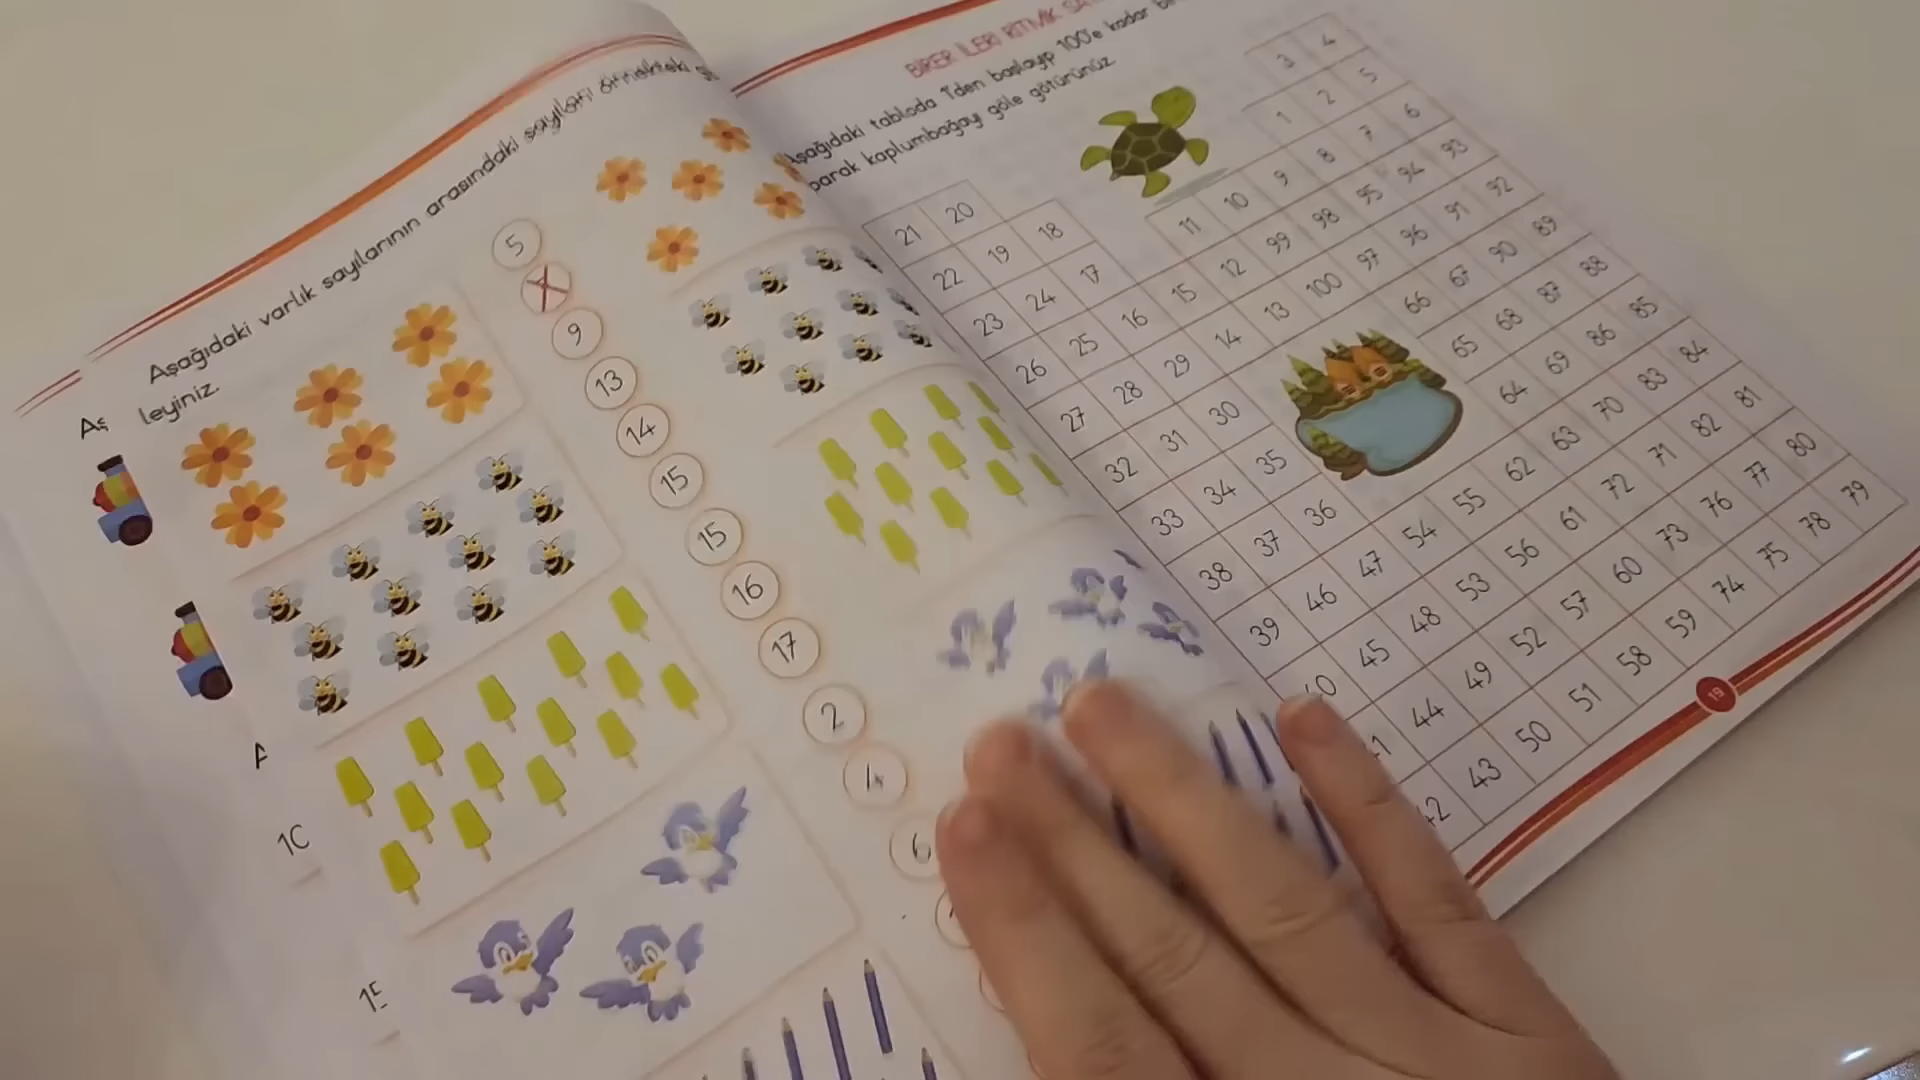 Aşağıdaki varlık sayılarının arasındaki sayıları örnekteki
leyiniz.
5
9
13
14
15
15
16
17
2
4
6
10
15
BİRER İLERİ RİTMİK
Aşağıdaki tabloda 1'den başlayıp 100'e kadar
parak kaplumbağayı göle götürünüz.
3 4
1 2 5
11 10 9 8 7 6
21 20
22 19 18
12 99 98 95 94 93
23 24 17
16 15
13 100 97 96 91 92
26 25
14
66 67 90 89
27 28 29
65 68 87 88
32 31 30
64 69 86 85
33 34 35
62 63 70 83 84
38 37 36
47 54 55
61 72 71 82 81
39 46
48 53 56
60 73 76 77 80
45
49 52 57
44
59 74 75 78 79
43 50 51 58
19